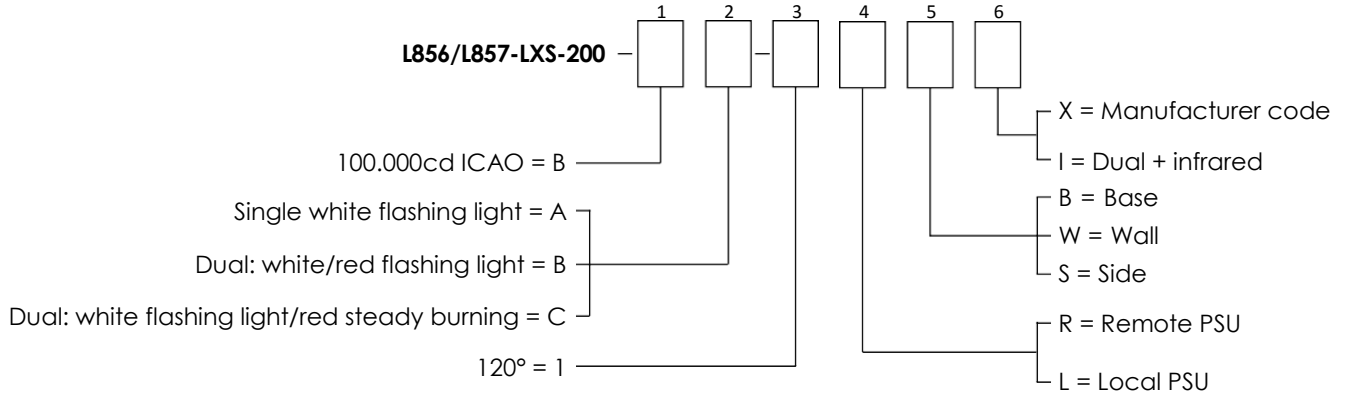 1 2 3 4 5 6
L856/L857-LXS-200 – –
X = Manufacturer code
100.000cd ICAO = B
I = Dual + infrared
Single white flashing light = A
B = Base
W = Wall
Dual: white/red flashing light = B
S = Side
Dual: white flashing light/red steady burning = C
R = Remote PSU
120° = 1
L = Local PSU